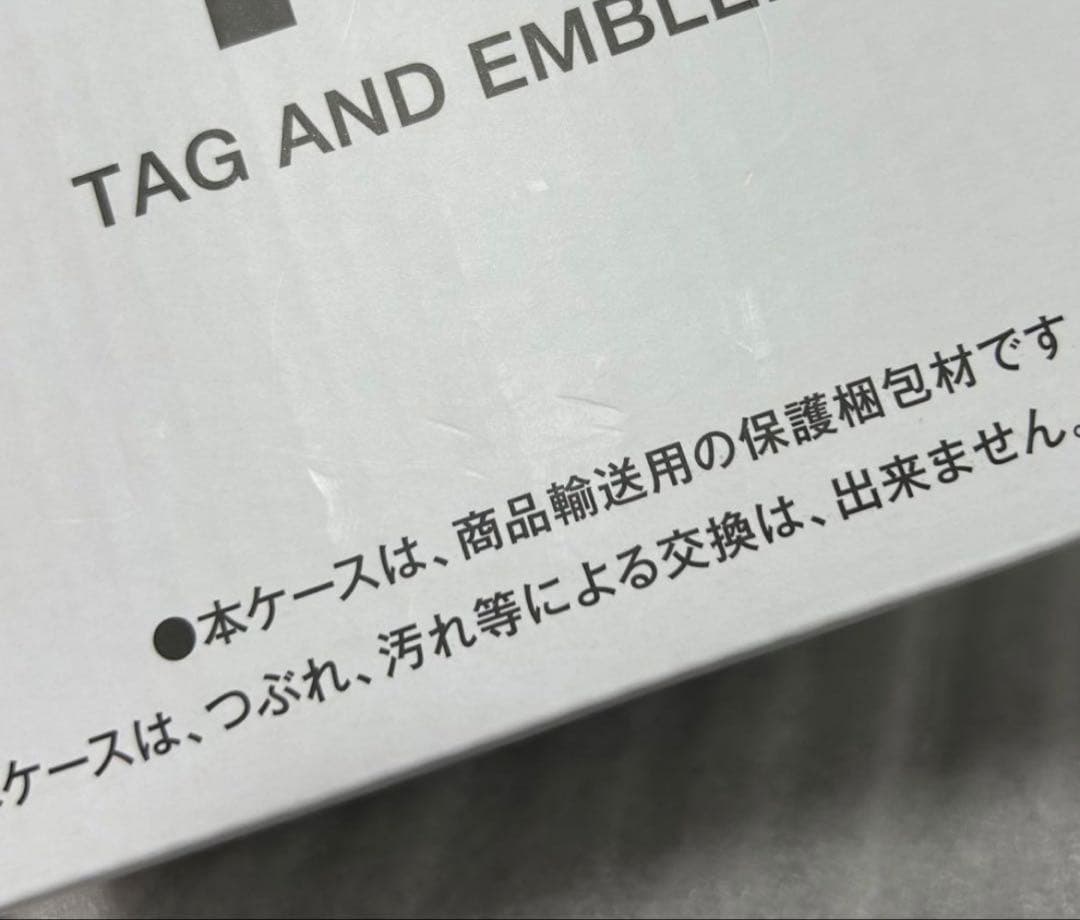 TAG AND
●本ケースは、商品輸送用の保護梱包材です
ケースは、つぶれ、汚れ等による交換は、出来ません。